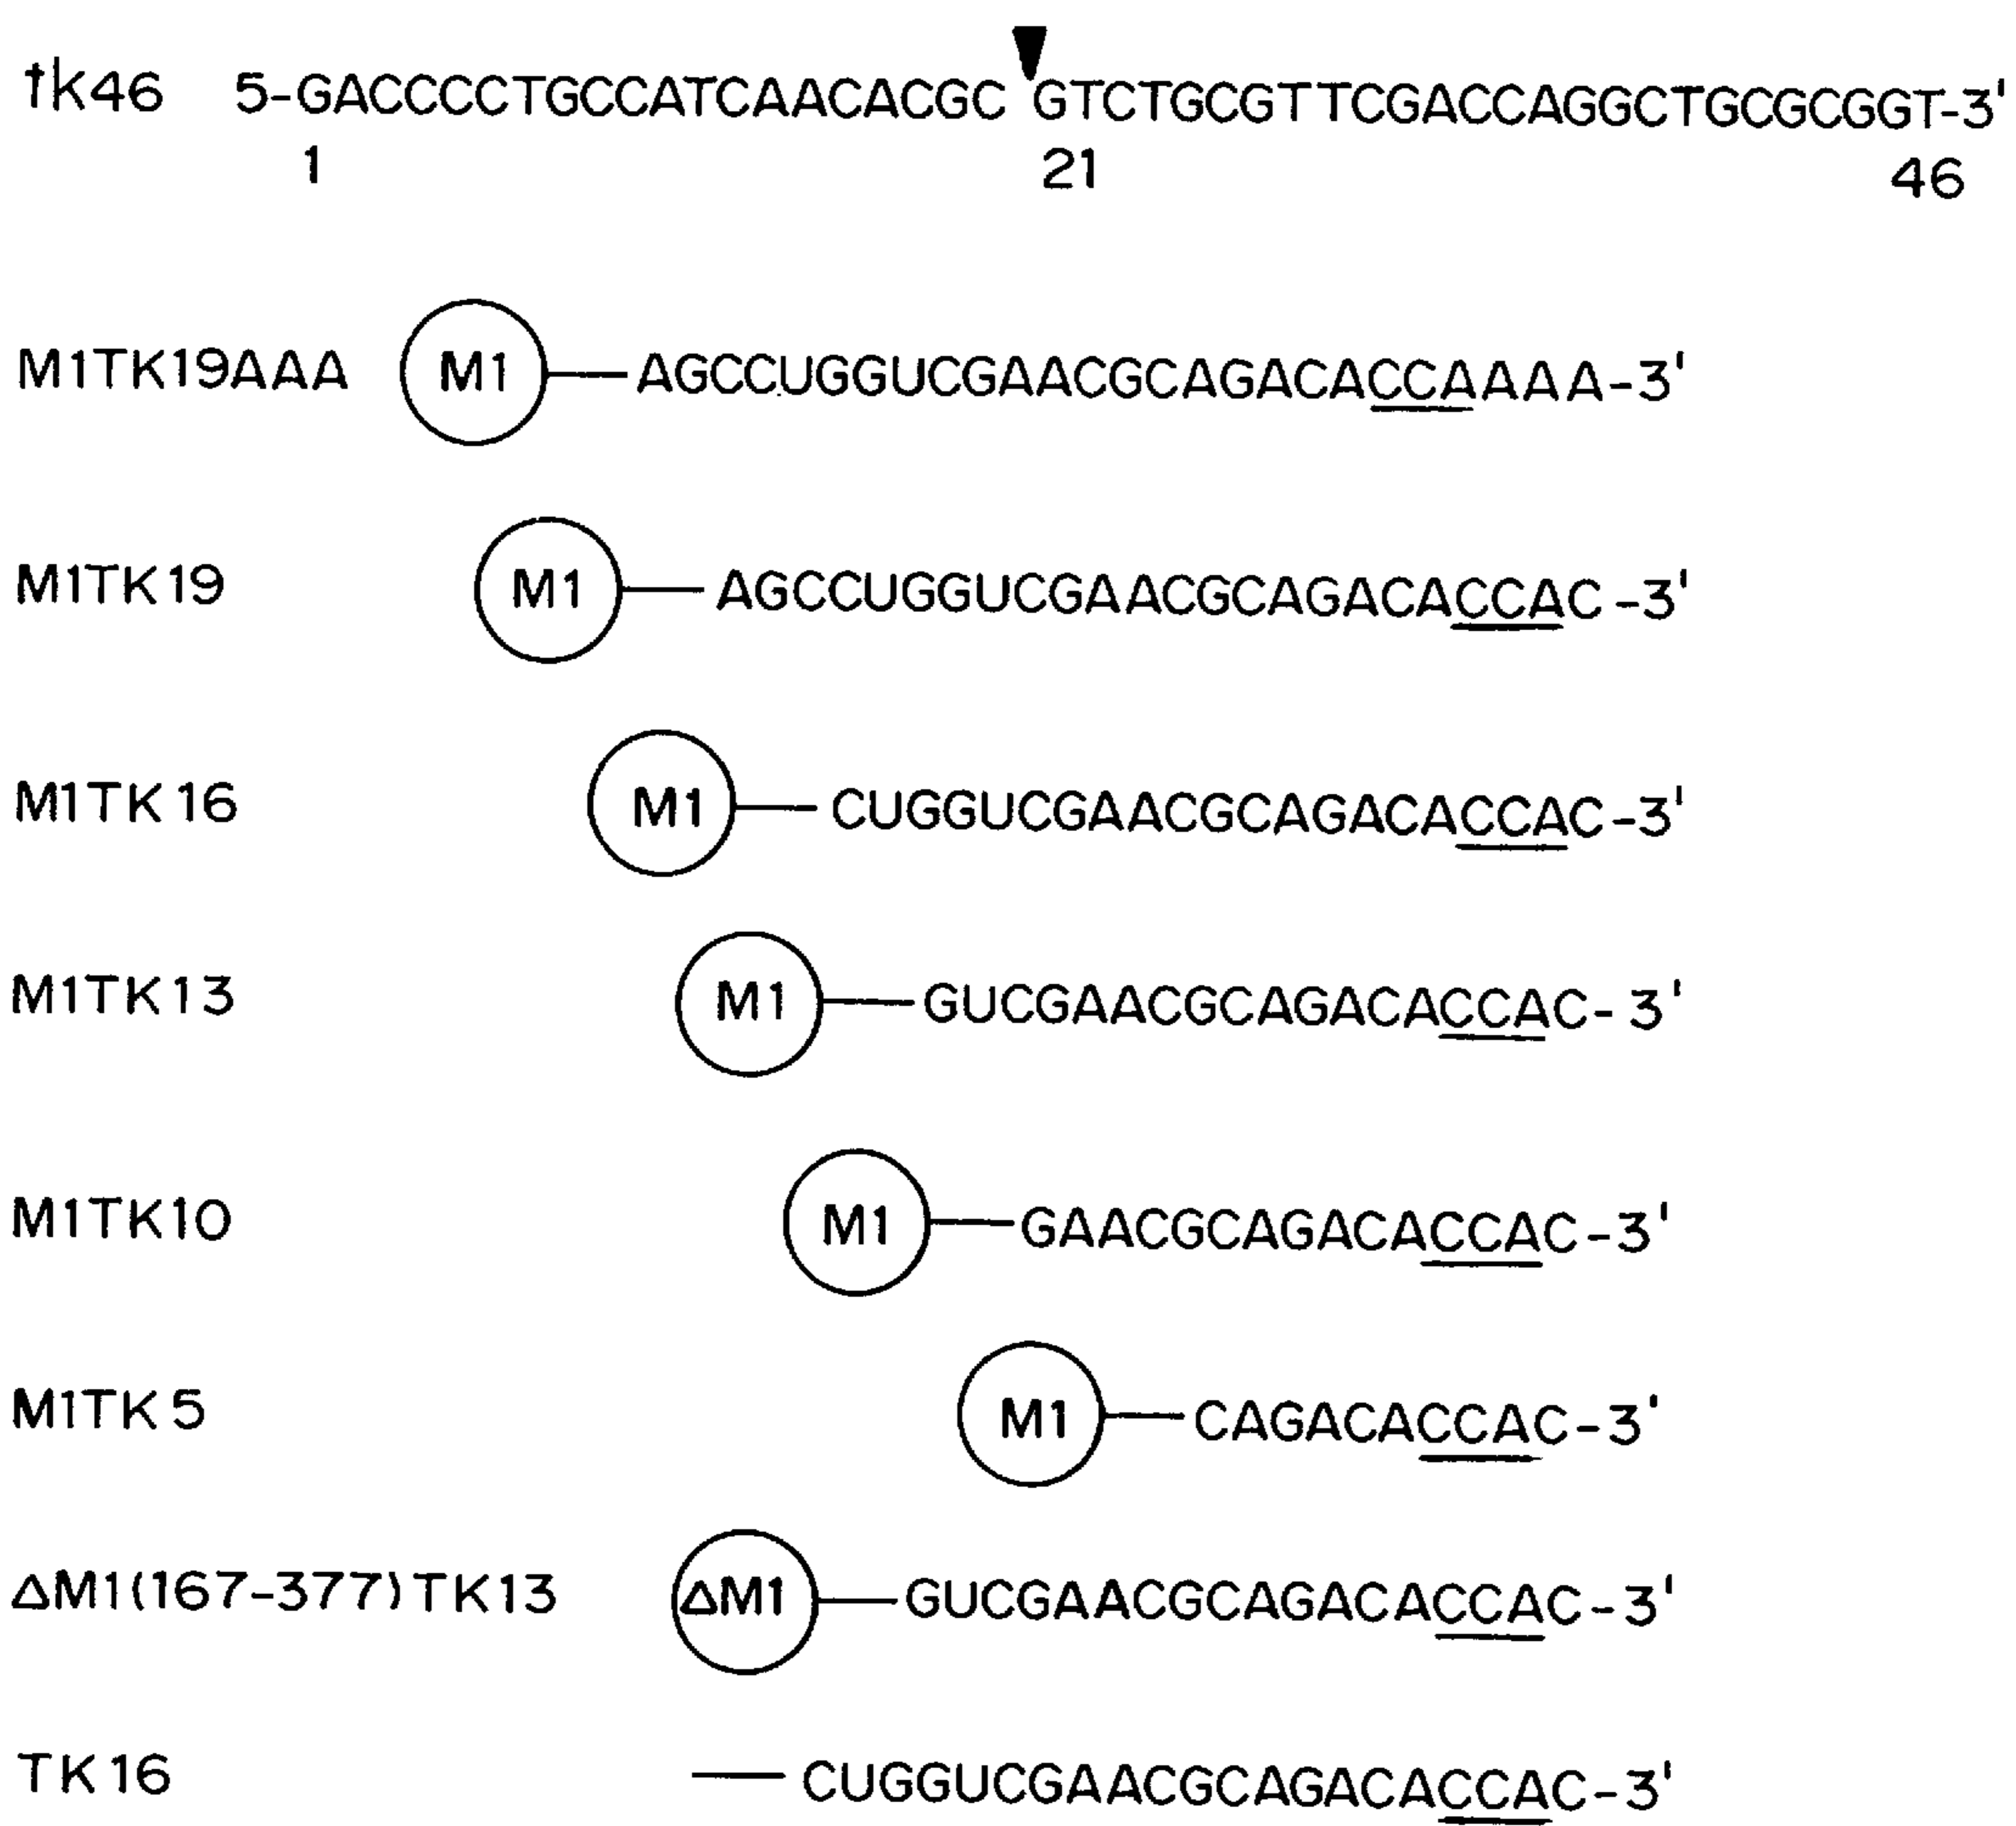 tk46 5-GACCCCTGCCATCAACACGC GTCTGCGTTCGACCAGGCTGCGCGGT-3'
1 21 46
M1TK19AAA M1 AGCCUGGUCGAACGCAGACACCAAAA-3'
M1TK19 M1 AGCCUGGUCGAACGCAGACACCAC-3'
M1TK16 M1 CUGGUCGAACGCAGACACCAC-3'
M1TK13 M1 GUCGAACGCAGACACCAC-3'
M1TK10 M1 GAACGCAGACACCAC-3'
M1TK5 M1 CAGACACCAC-3'
ΔM1(167-377)TK13 ΔM1 GUCGAACGCAGACACCAC-3'
TK16 CUGGUCGAACGCAGACACCAC-3'